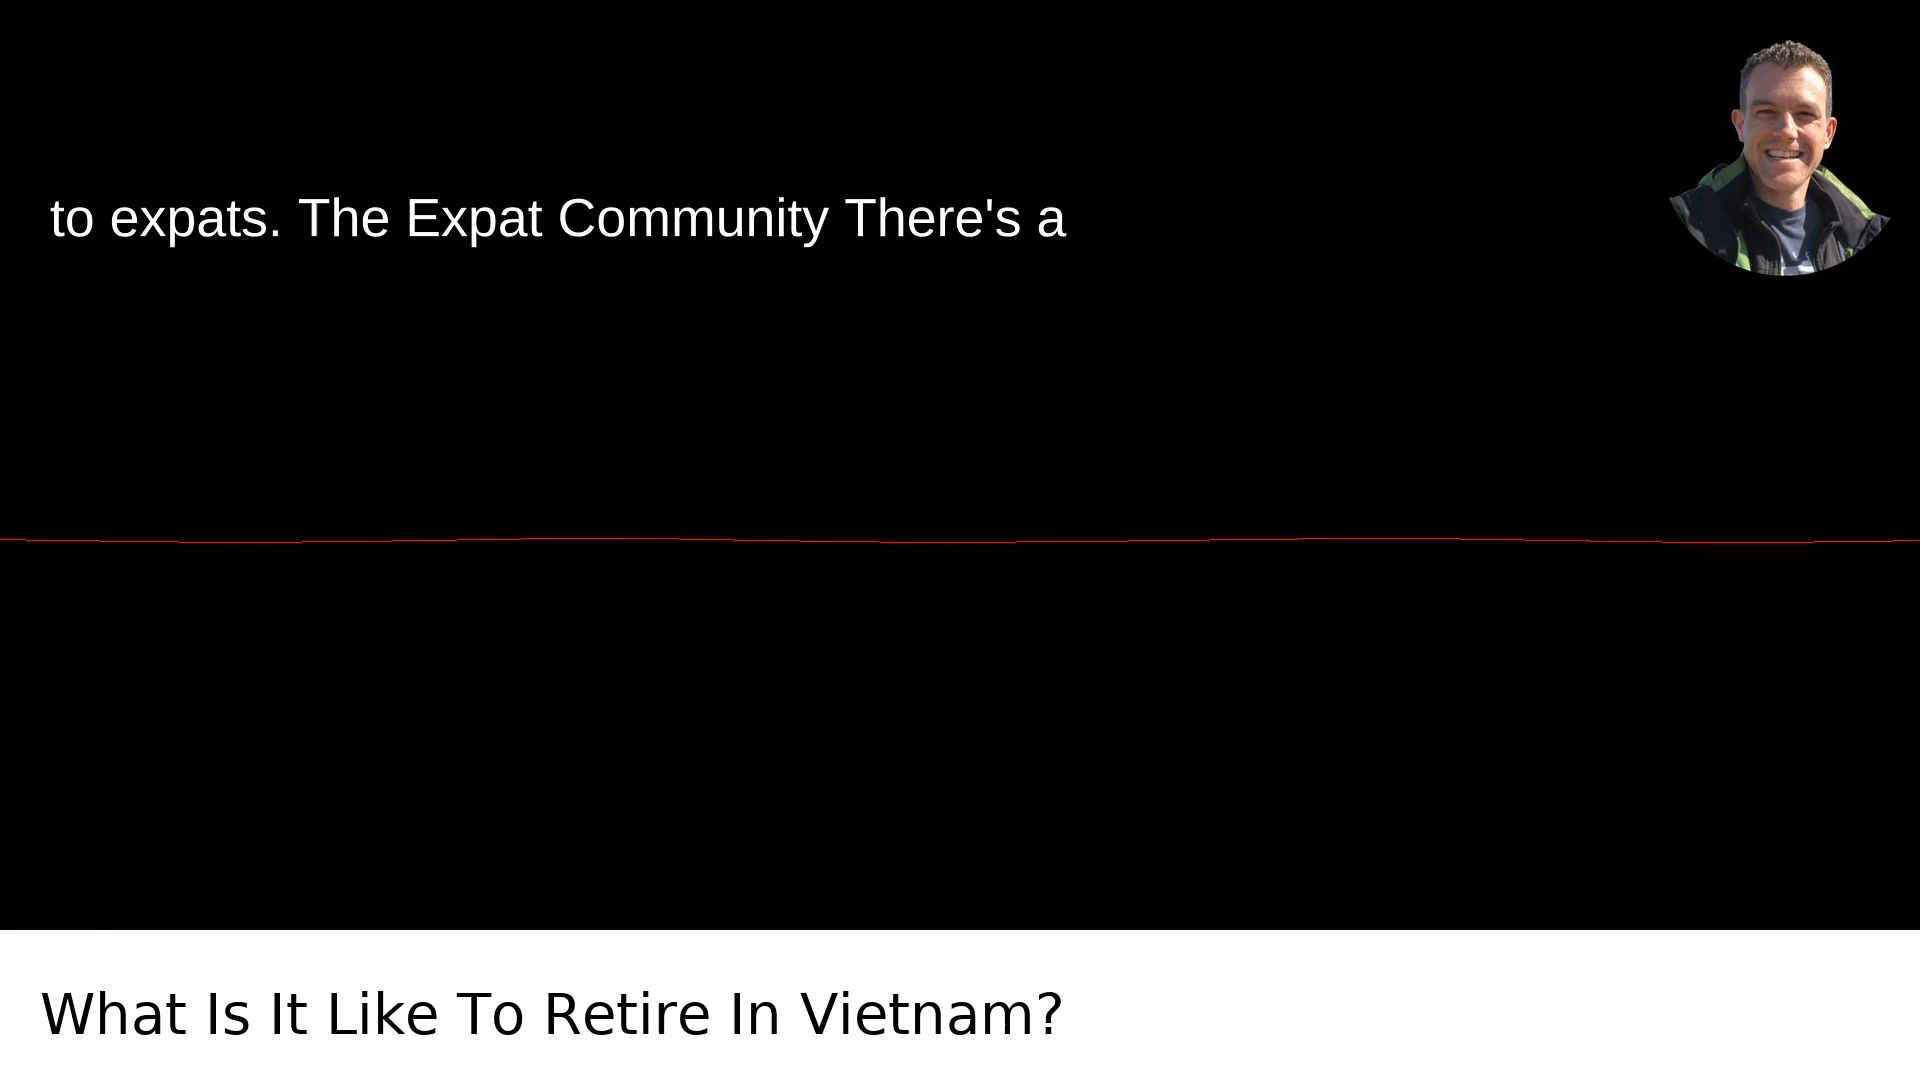 to expats. The Expat Community There's a
What Is It Like To Retire In Vietnam?